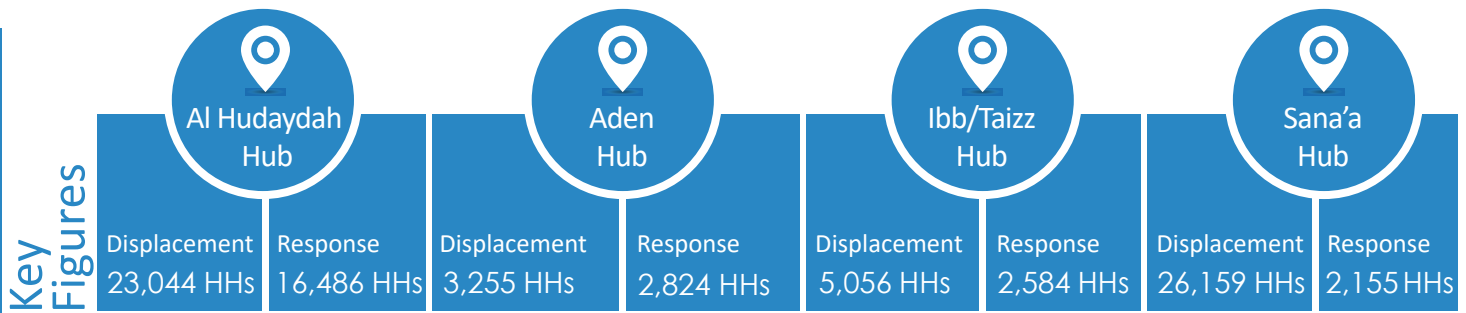 Key
Figures
Al Hudaydah
Hub
Displacement
23,044 HHs
Response
16,486 HHs
Aden
Hub
Displacement
3,255 HHs
Response
2,824 HHs
Ibb/Taizz
Hub
Displacement
5,056 HHs
Response
2,584 HHs
Sana’a
Hub
Displacement
26,159 HHs
Response
2,155 HHs